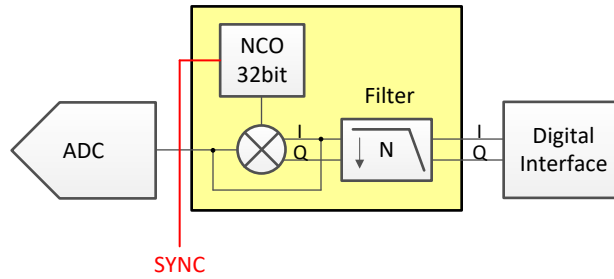 NCO
32bit
Filter
ADC
I
Q
N
I
Q
Digital
Interface
SYNC